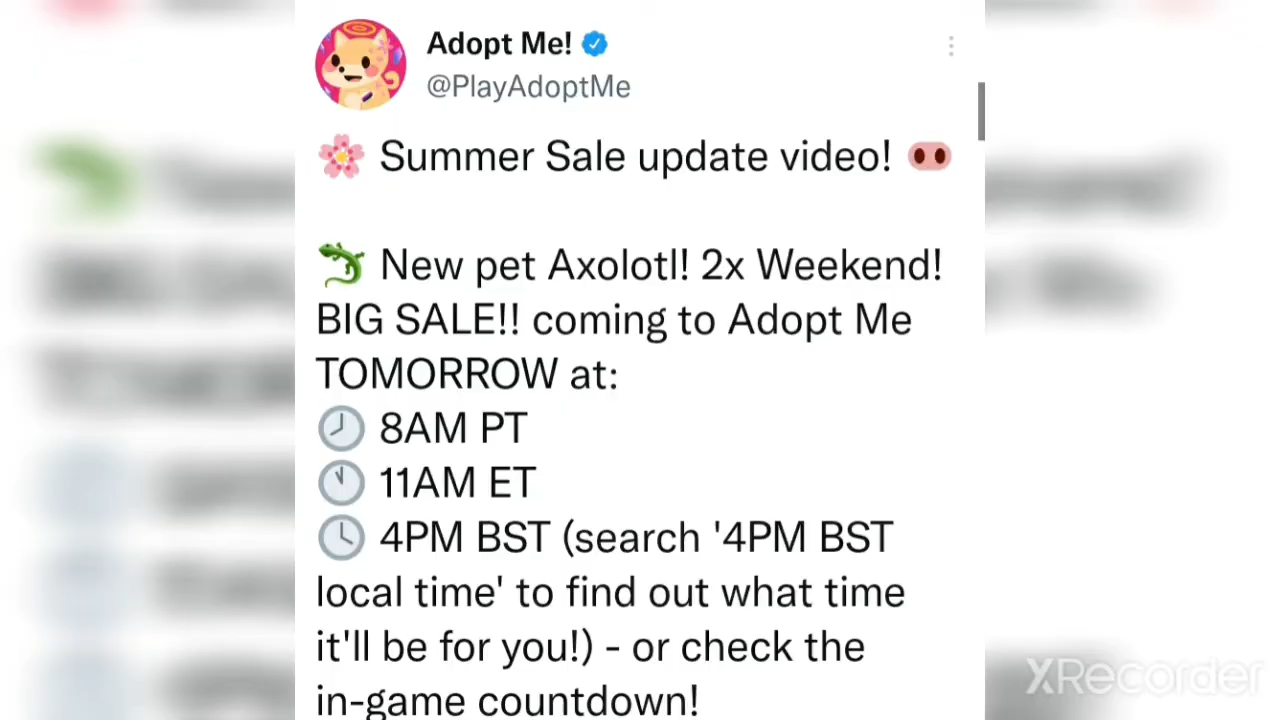 Adopt Me!
@PlayAdoptMe
🌸 Summer Sale update video! 🐽
🦎 New pet Axolotl! 2x Weekend!
BIG SALE!! coming to Adopt Me
TOMORROW at:
🕗 8AM PT
🕚 11AM ET
🕓 4PM BST (search '4PM BST
local time' to find out what time
it'll be for you!) - or check the
in-game countdown!
XRecorder